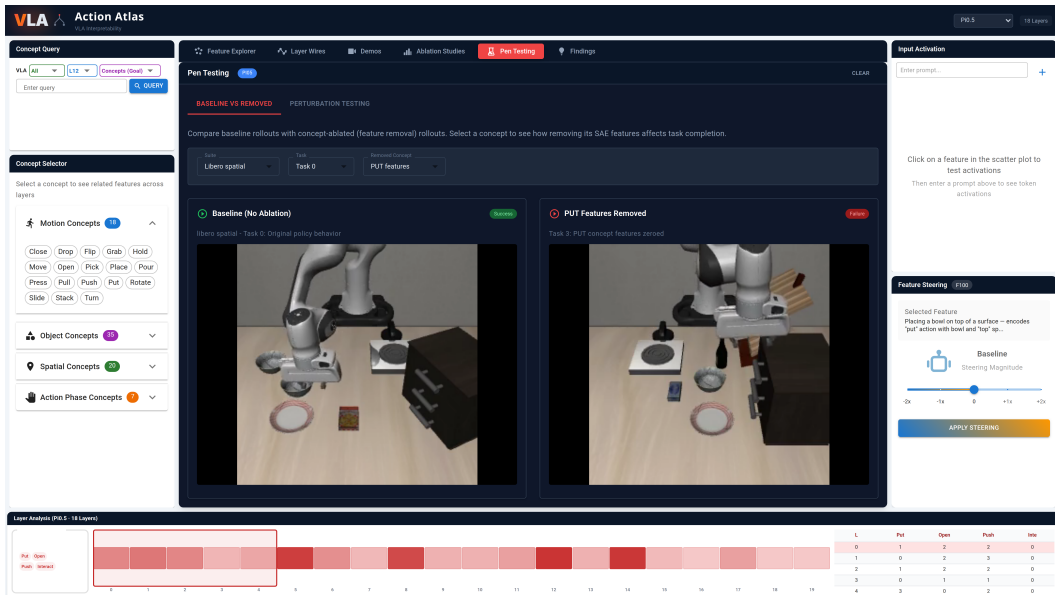 VLA
Action Atlas
VLA Interpretability
PI0.5
18 Layers
Concept Query
VLA
All
L12
Concepts (Goal)
Enter query
QUERY
Concept Selector
Select a concept to see related features across
layers
Motion Concepts 18
Close Drop Flip Grab Hold
Move Open Pick Place Pour
Press Pull Push Put Rotate
Slide Stack Turn
Object Concepts 35
Spatial Concepts 20
Action Phase Concepts 7
Feature Explorer
Layer Wires
Demos
Ablation Studies
Pen Testing
Findings
Pen Testing PI05
CLEAR
BASELINE VS REMOVED
PERTURBATION TESTING
Compare baseline rollouts with concept-ablated (feature removal) rollouts. Select a concept to see how removing its SAE features affects task completion.
Suite
Libero spatial
Task
Task 0
Removed Concept
PUT features
Baseline (No Ablation)
Success
libero spatial - Task 0: Original policy behavior
PUT Features Removed
Failure
Task 3: PUT concept features zeroed
Input Activation
Enter prompt...
+
Click on a feature in the scatter plot to
test activations
Then enter a prompt above to see token
activations
Feature Steering F100
Selected Feature
Placing a bowl on top of a surface — encodes
"put" action with bowl and "top" sp...
Baseline
Steering Magnitude
-2x -1x 0 +1x +2x
APPLY STEERING
Layer Analysis (PI0.5 - 18 Layers)
Put Open
Push Interact
0 1 2 3 4 5 6 7 8 9 10 11 12 13 14 15 16 17 18 19
L Put Open Push Inte
0 1 2 2 0
1 0 2 3 0
2 1 2 2 0
3 0 1 1 0
4 3 0 2 0